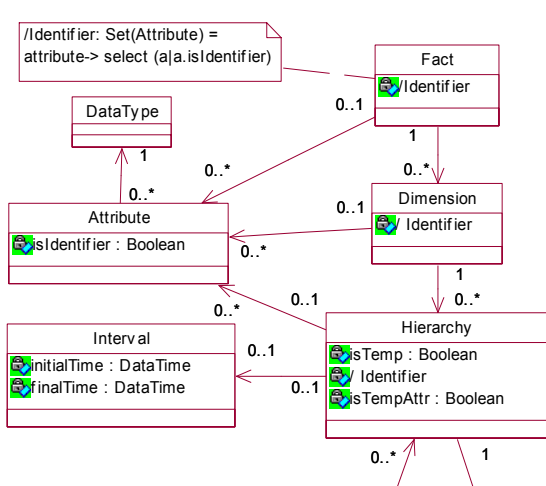 /Identifier: Set(Attribute) =
attribute-> select (a|a.isIdentifier)
Fact
/Identifier
DataType
0..1
1
1
0..*
0..*
0..*
Dimension
/ Identifier
0..1
Attribute
isIdentifier : Boolean
0..*
1
0..*
0..*
0..1
Hierarchy
isTemp : Boolean
/ Identifier
isTempAttr : Boolean
Interval
initialTime : DataTime
finalTime : DataTime
0..1
0..1
0..*
1